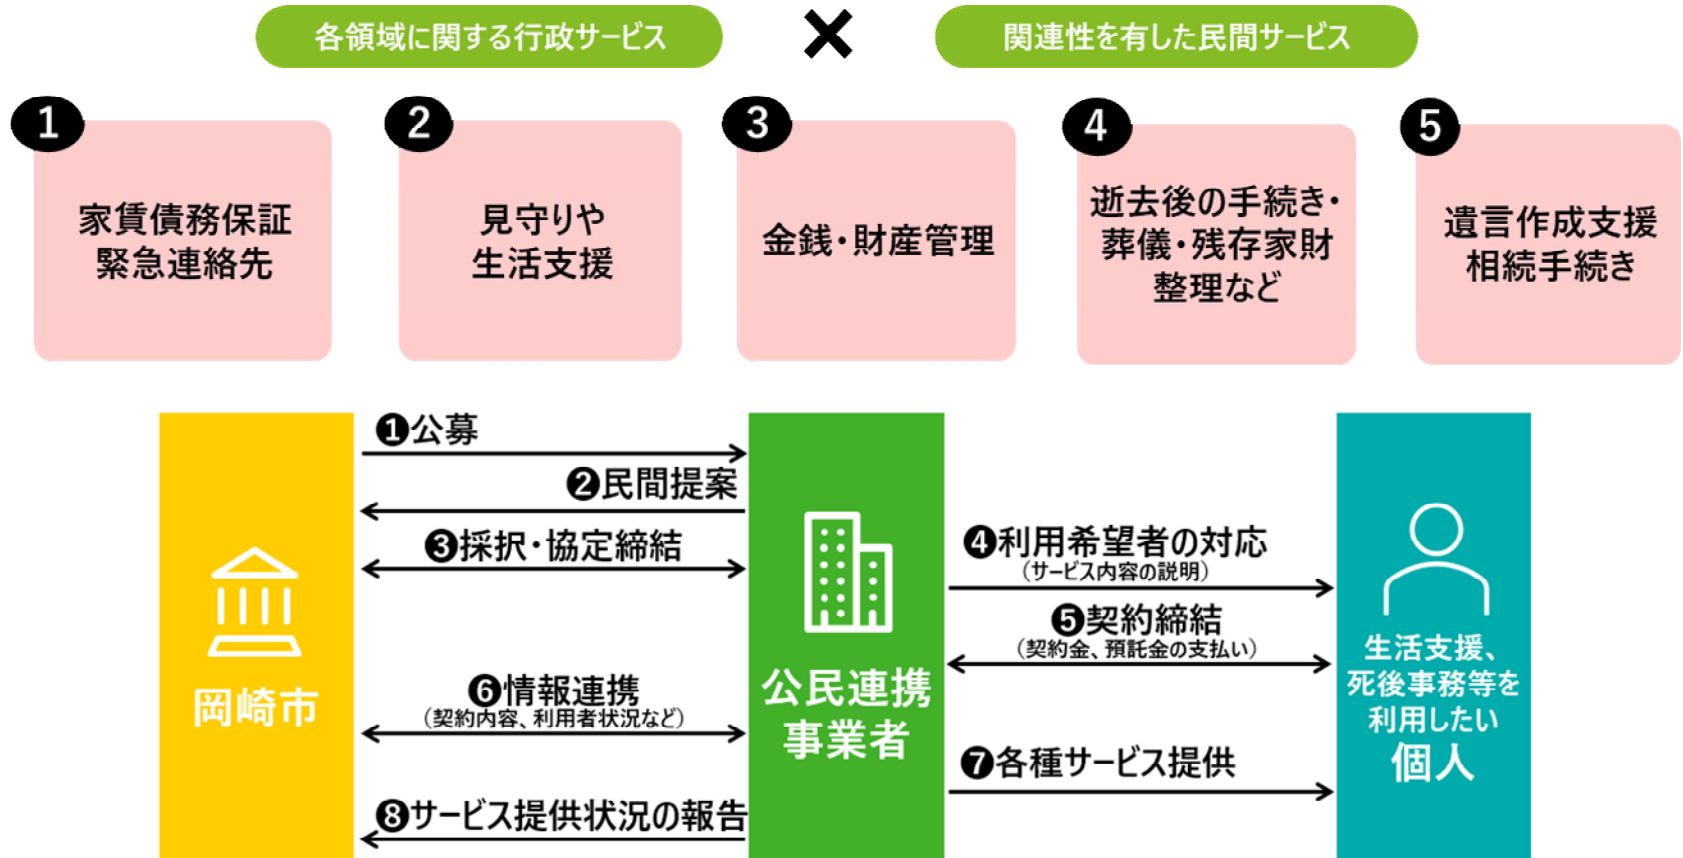 各領域に関する行政サービス
×
関連性を有した民間サービス
1
家賃債務保証
緊急連絡先
2
見守りや
生活支援
3
金銭・財産管理
4
逝去後の手続き・
葬儀・残存家財
整理など
5
遺言作成支援
相続手続き
❶公募
❷民間提案
❸採択・協定締結
❹利用希望者の対応
(サービス内容の説明)
❺契約締結
(契約金、預託金の支払い)
❻情報連携
(契約内容、利用者状況など)
❼各種サービス提供
❽サービス提供状況の報告
岡崎市
公民連携
事業者
生活支援、
死後事務等を
利用したい
個人